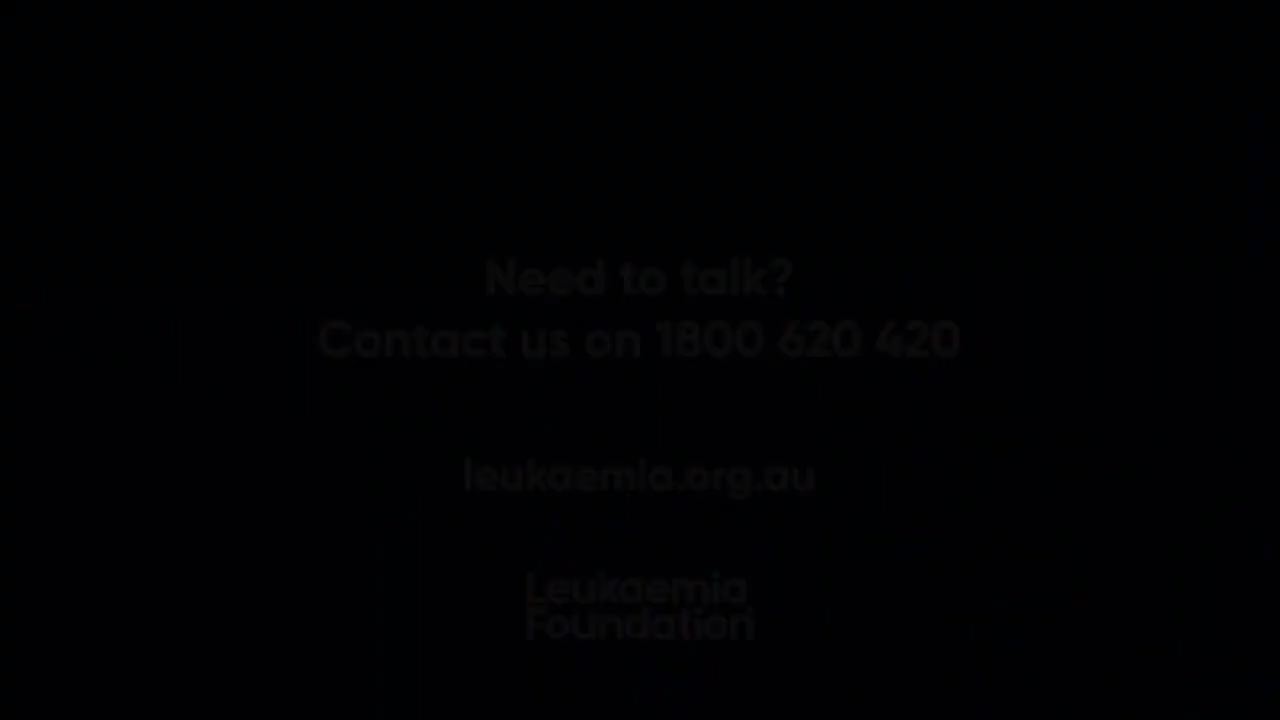 Need to talk?
Contact us on 1800 620 420
leukaemia.org.au
Leukaemia
Foundation